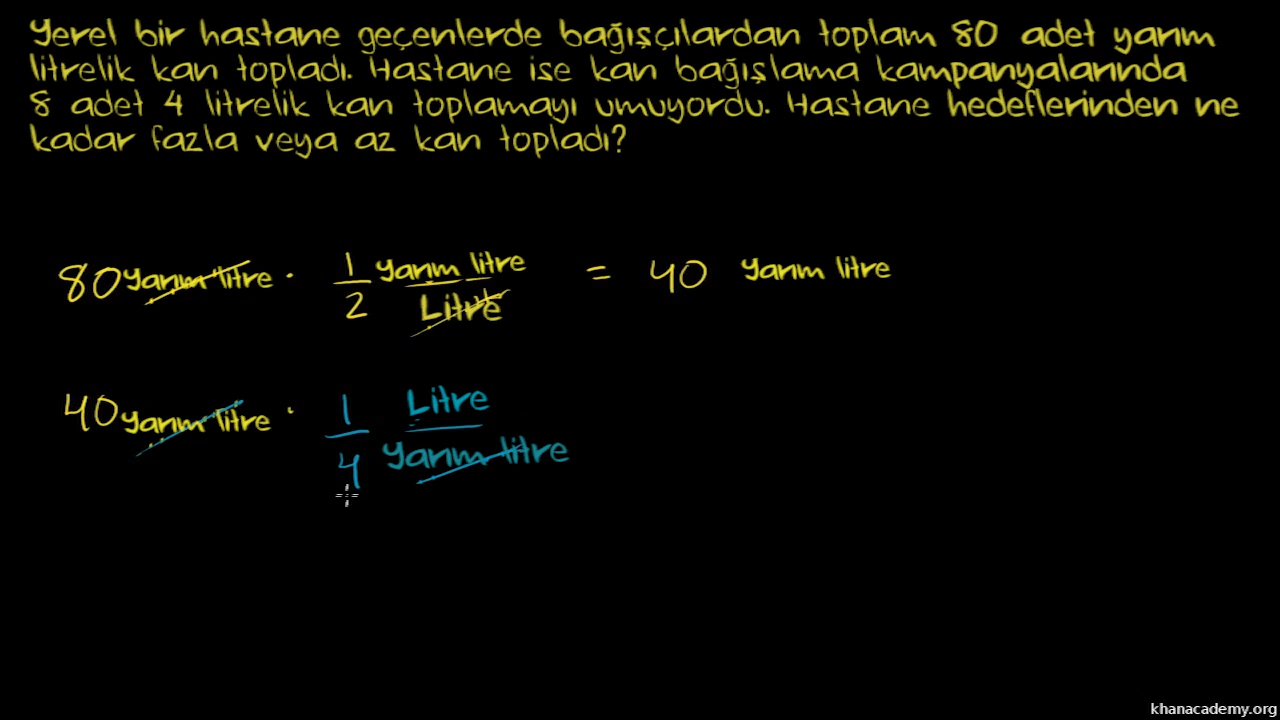 Yerel bir hastane geçenlerde bağışçılardan toplam 80 adet yarım
litrelik kan topladı. Hastane ise kan bağışlama kampanyalarında
8 adet 4 litrelik kan toplamayı umuyordu. Hastane hedeflerinden ne
kadar fazla veya az kan topladı?
80 yarım litre · 1/2 yarım litre/Litre = 40 yarım litre
40 yarım litre · 1/4 Litre/yarım litre
khanacademy.org